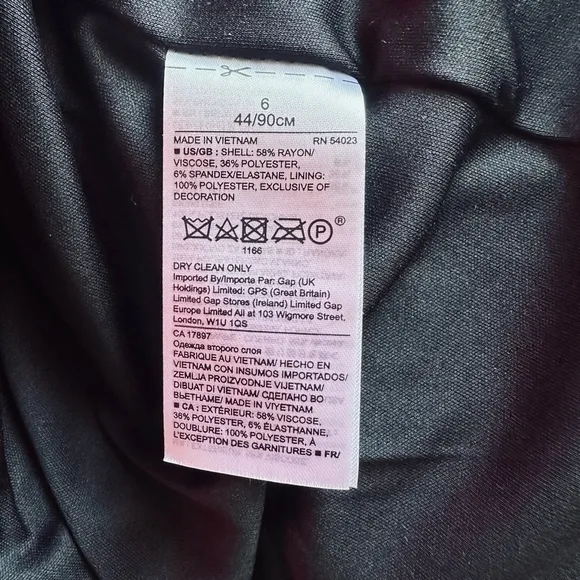 6
44/90CM
MADE IN VIETNAM RN 54023
■ US/GB : SHELL: 58% RAYON/
VISCOSE, 36% POLYESTER,
6% SPANDEX/ELASTANE, LINING:
100% POLYESTER, EXCLUSIVE OF
DECORATION
P ®
1166
DRY CLEAN ONLY
Imported By/Importe Par: Gap (UK
Holdings) Limited: GPS (Great Britain)
Limited Gap Stores (Ireland) Limited Gap
Europe Limited All at 103 Wigmore Street,
London, W1U 1QS
CA 17897
Одежда второго слоя
FABRIQUE AU VIETNAM/ HECHO EN
VIETNAM CON INSUMOS IMPORTADOS/
ZEMLJA PROIZVODNJE VIJETNAM/
DIBUAT DI VIETNAM/ СДЕЛАНО ВО
ВЬЕТНАМЕ/ MADE IN VIYETNAM
■ CA : EXTÉRIEUR: 58% VISCOSE,
36% POLYESTER, 6% ÉLASTHANNE,
DOUBLURE: 100% POLYESTER, À
L'EXCEPTION DES GARNITURES ■ FR/